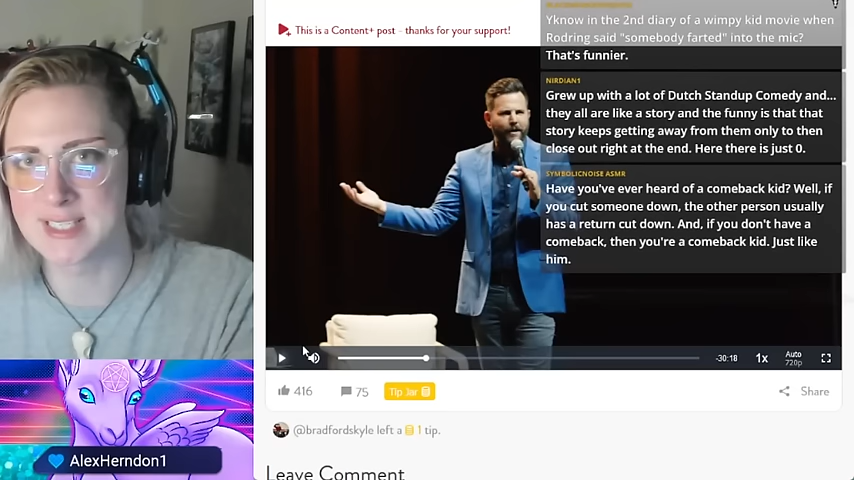 This is a Content+ post - thanks for your support!
Yknow in the 2nd diary of a wimpy kid movie when
Rodring said "somebody farted" into the mic?
That's funnier.
NIRDIAN1
Grew up with a lot of Dutch Standup Comedy and...
they all are like a story and the funny is that that
story keeps getting away from them only to then
close out right at the end. Here there is just 0.
SYMBOLICNOISE ASMR
Have you've ever heard of a comeback kid? Well, if
you cut someone down, the other person usually
has a return cut down. And, if you don't have a
comeback, then you're a comeback kid. Just like
him.
-30:18
1x
Auto
720p
416
75
Tip Jar
Share
@bradfordskyle left a 1 tip.
Leave Comment
AlexHerndon1